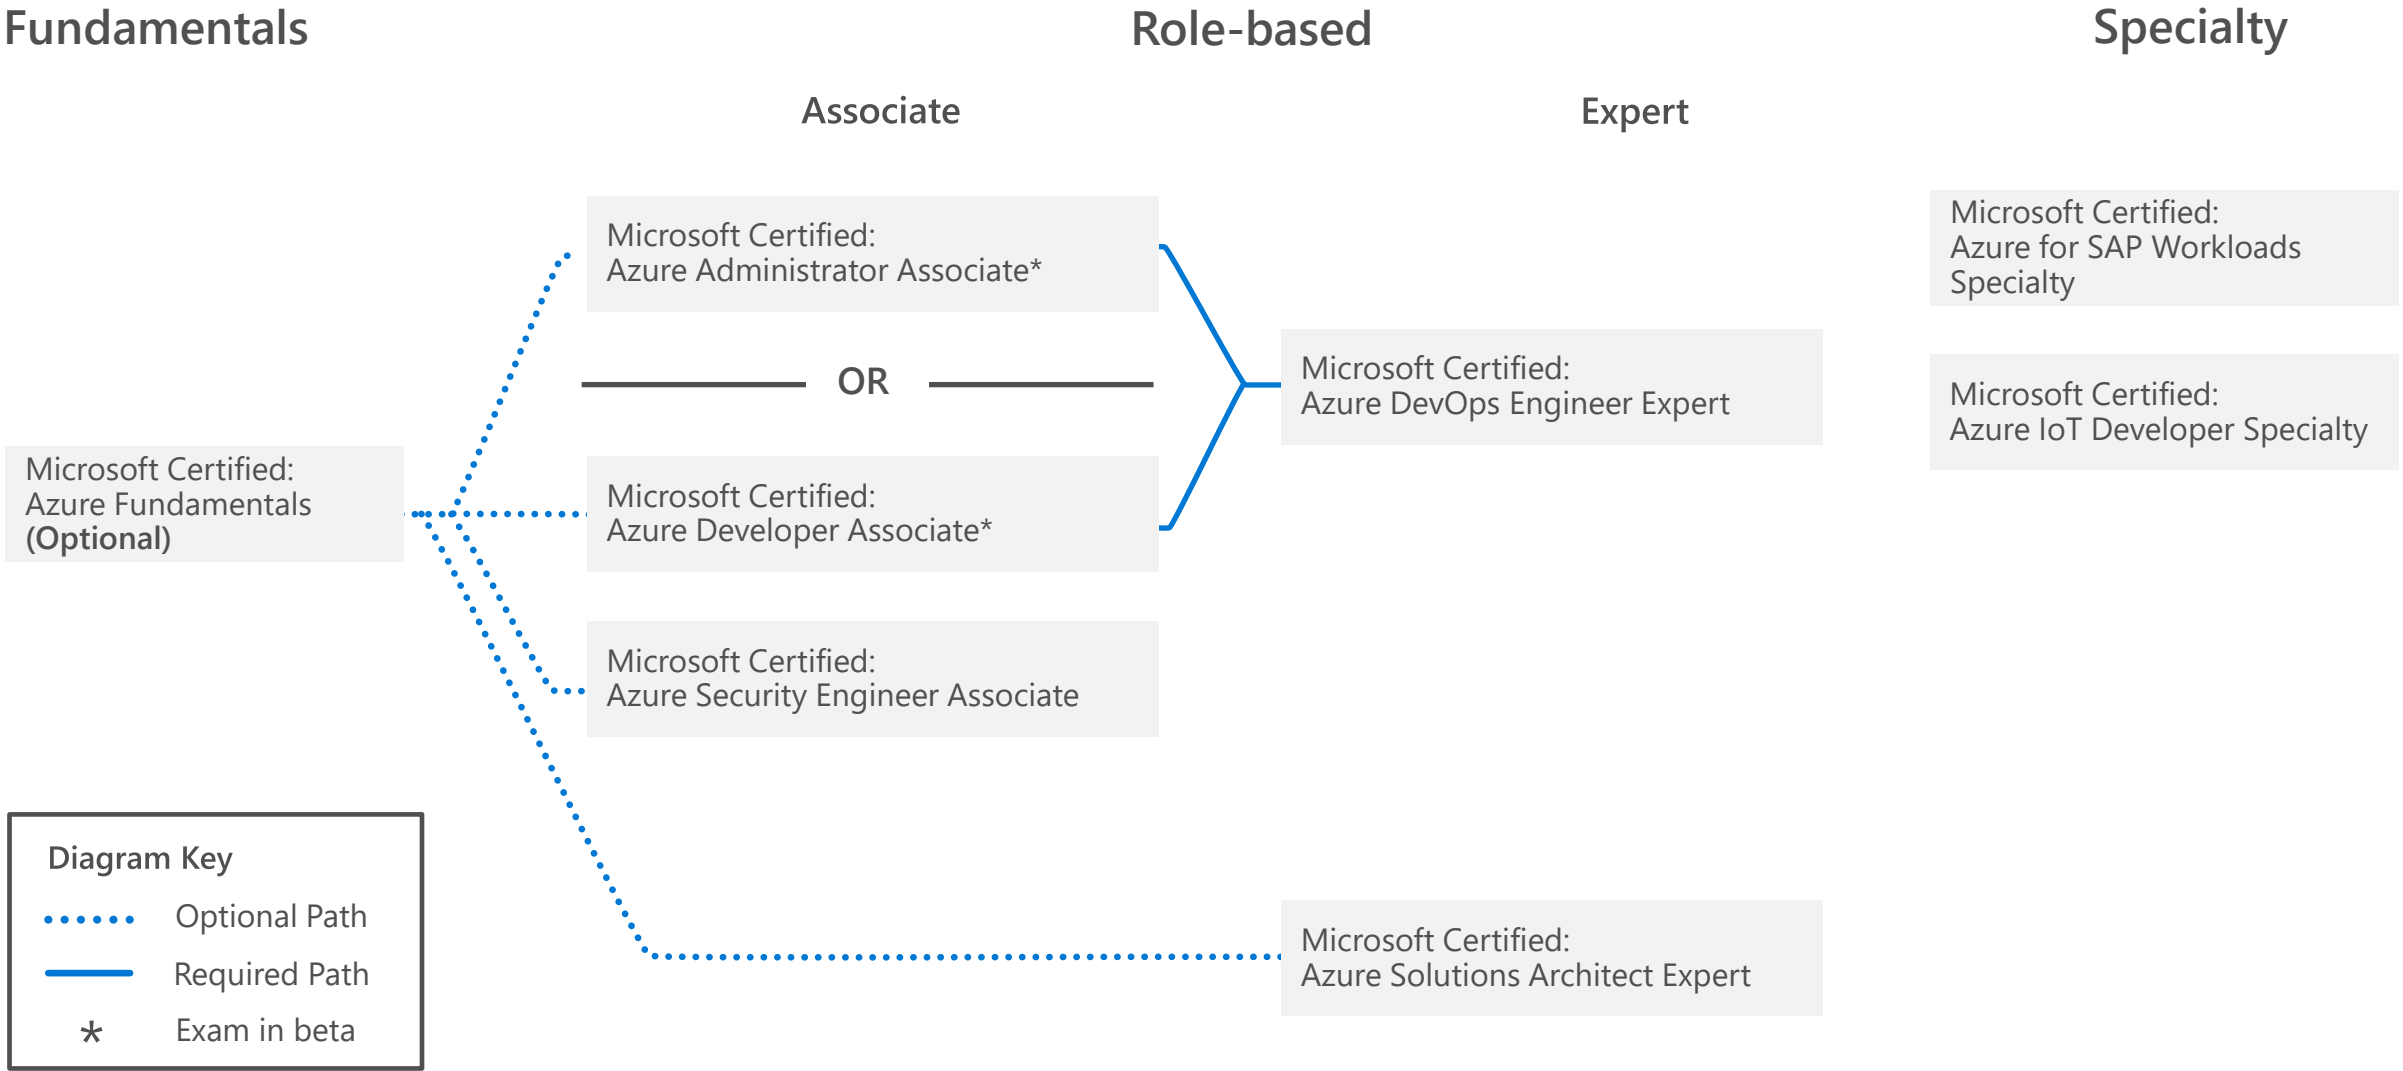 Fundamentals
Role-based
Specialty
Associate
Expert
Microsoft Certified:
Azure Fundamentals
(Optional)
Microsoft Certified:
Azure Administrator Associate*
OR
Microsoft Certified:
Azure Developer Associate*
Microsoft Certified:
Azure Security Engineer Associate
Microsoft Certified:
Azure DevOps Engineer Expert
Microsoft Certified:
Azure Solutions Architect Expert
Microsoft Certified:
Azure for SAP Workloads
Specialty
Microsoft Certified:
Azure IoT Developer Specialty
Diagram Key
Optional Path
Required Path
* Exam in beta